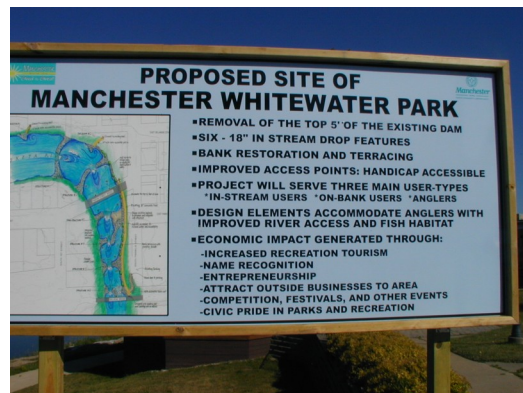 PROPOSED SITE OF
MANCHESTER WHITEWATER PARK
Manchester
▪REMOVAL OF THE TOP 5' OF THE EXISTING DAM
▪SIX - 18" IN STREAM DROP FEATURES
▪BANK RESTORATION AND TERRACING
▪IMPROVED ACCESS POINTS: HANDICAP ACCESSIBLE
▪PROJECT WILL SERVE THREE MAIN USER-TYPES
*IN-STREAM USERS *ON-BANK USERS *ANGLERS
▪DESIGN ELEMENTS ACCOMMODATE ANGLERS WITH
IMPROVED RIVER ACCESS AND FISH HABITAT
▪ECONOMIC IMPACT GENERATED THROUGH:
-INCREASED RECREATION TOURISM
-NAME RECOGNITION
-ENTREPRENEURSHIP
-ATTRACT OUTSIDE BUSINESSES TO AREA
-COMPETITION, FESTIVALS, AND OTHER EVENTS
-CIVIC PRIDE IN PARKS AND RECREATION